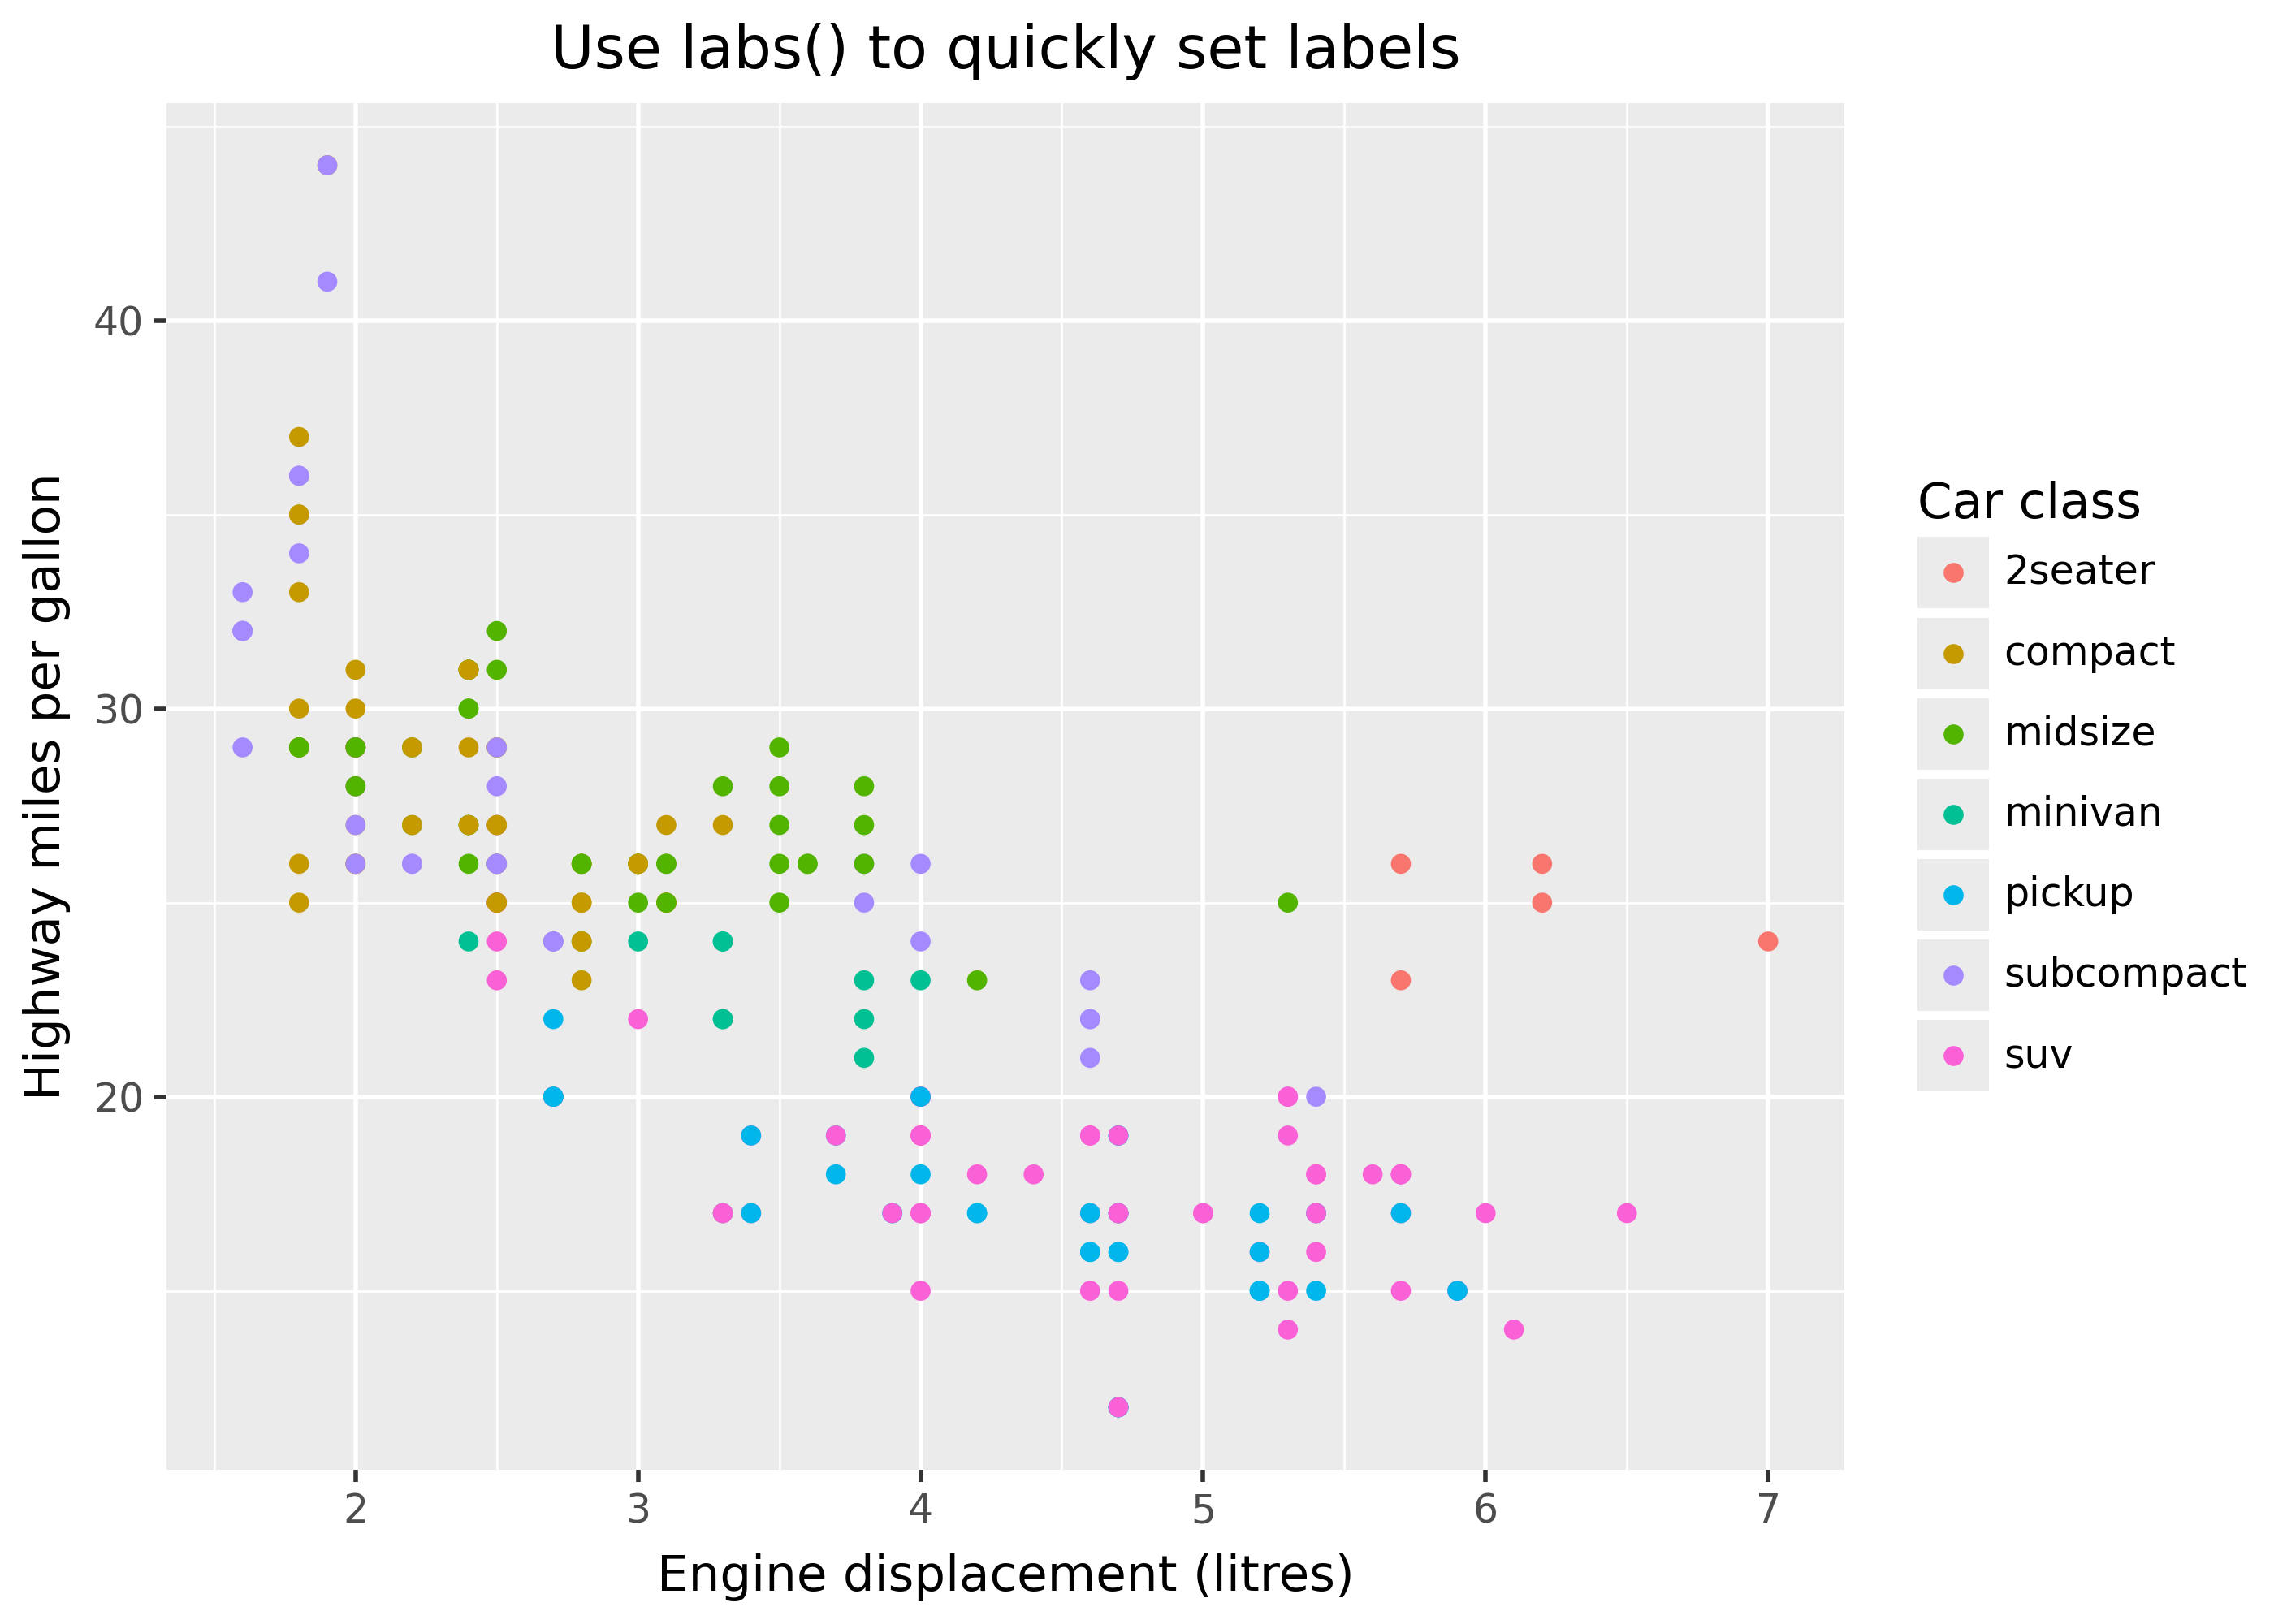 Use labs() to quickly set labels
Highway miles per gallon
40
30
20
2
3
4
5
6
7
Engine displacement (litres)
Car class
2seater
compact
midsize
minivan
pickup
subcompact
suv